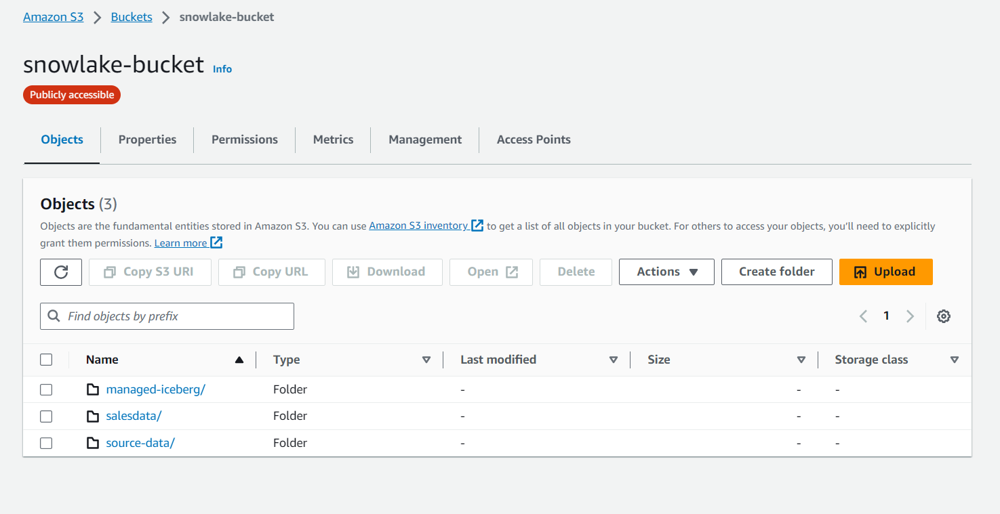 Amazon S3 Buckets snowlake-bucket
snowlake-bucket Info
Publicly accessible
Objects Properties Permissions Metrics Management Access Points
Objects (3)
Objects are the fundamental entities stored in Amazon S3. You can use Amazon S3 inventory to get a list of all objects in your bucket. For others to access your objects, you’ll need to explicitly
grant them permissions. Learn more
Copy S3 URI Copy URL Download Open Delete Actions Create folder Upload
Find objects by prefix 1
Name Type Last modified Size Storage class
managed-iceberg/ Folder - - -
salesdata/ Folder - - -
source-data/ Folder - - -